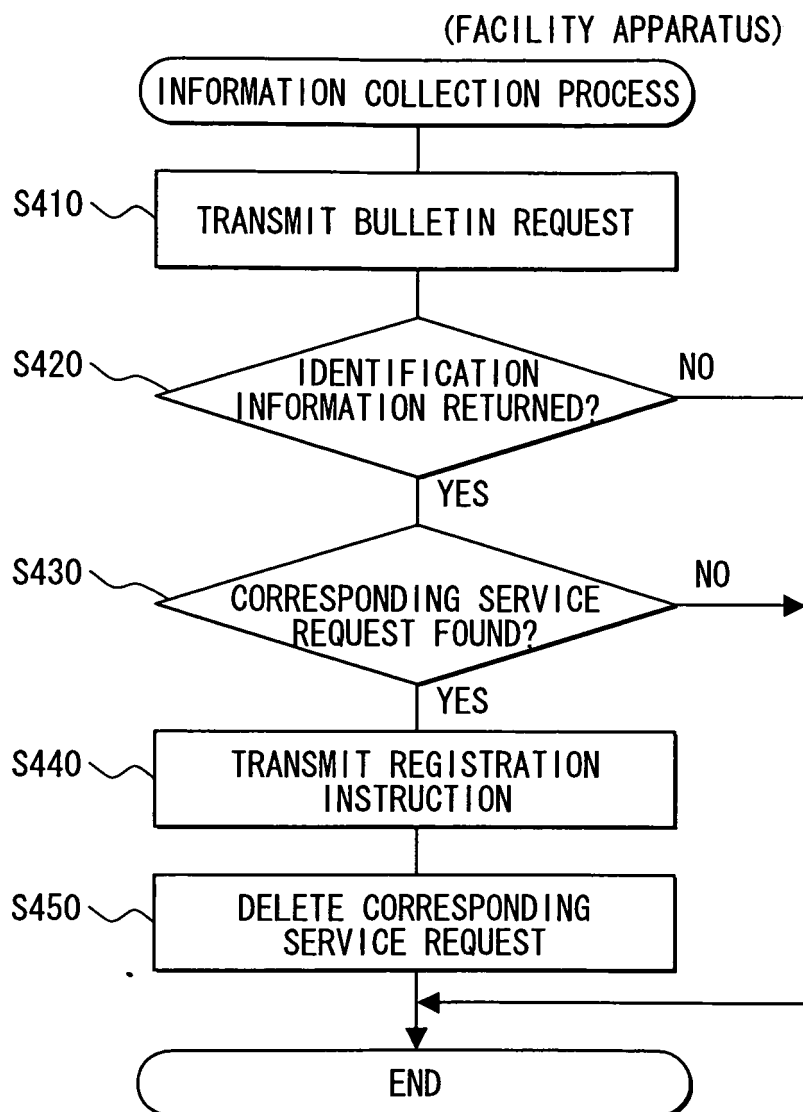 (FACILITY APPARATUS)
INFORMATION COLLECTION PROCESS
S410
TRANSMIT BULLETIN REQUEST
S420
IDENTIFICATION
INFORMATION RETURNED?
NO
YES
S430
CORRESPONDING SERVICE
REQUEST FOUND?
NO
YES
S440
TRANSMIT REGISTRATION
INSTRUCTION
S450
DELETE CORRESPONDING
SERVICE REQUEST
END